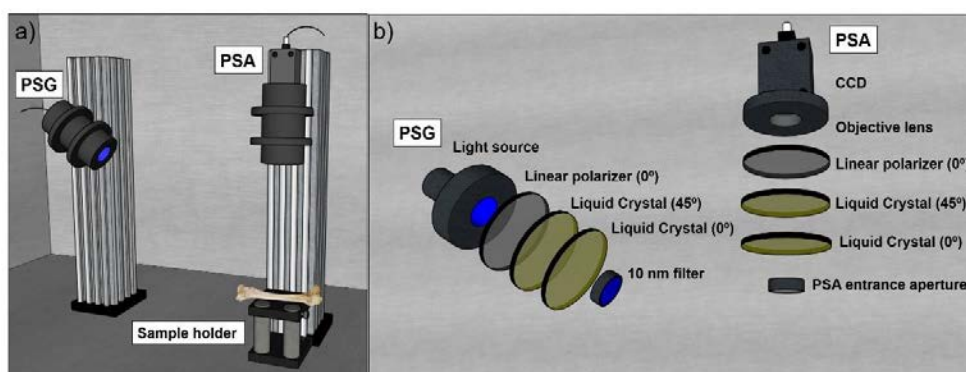 a)
PSG
PSA
Sample holder
b)
PSA
CCD
Objective lens
Linear polarizer (0º)
Liquid Crystal (45º)
Liquid Crystal (0º)
PSA entrance aperture
PSG
Light source
Linear polarizer (0º)
Liquid Crystal (45º)
Liquid Crystal (0º)
10 nm filter